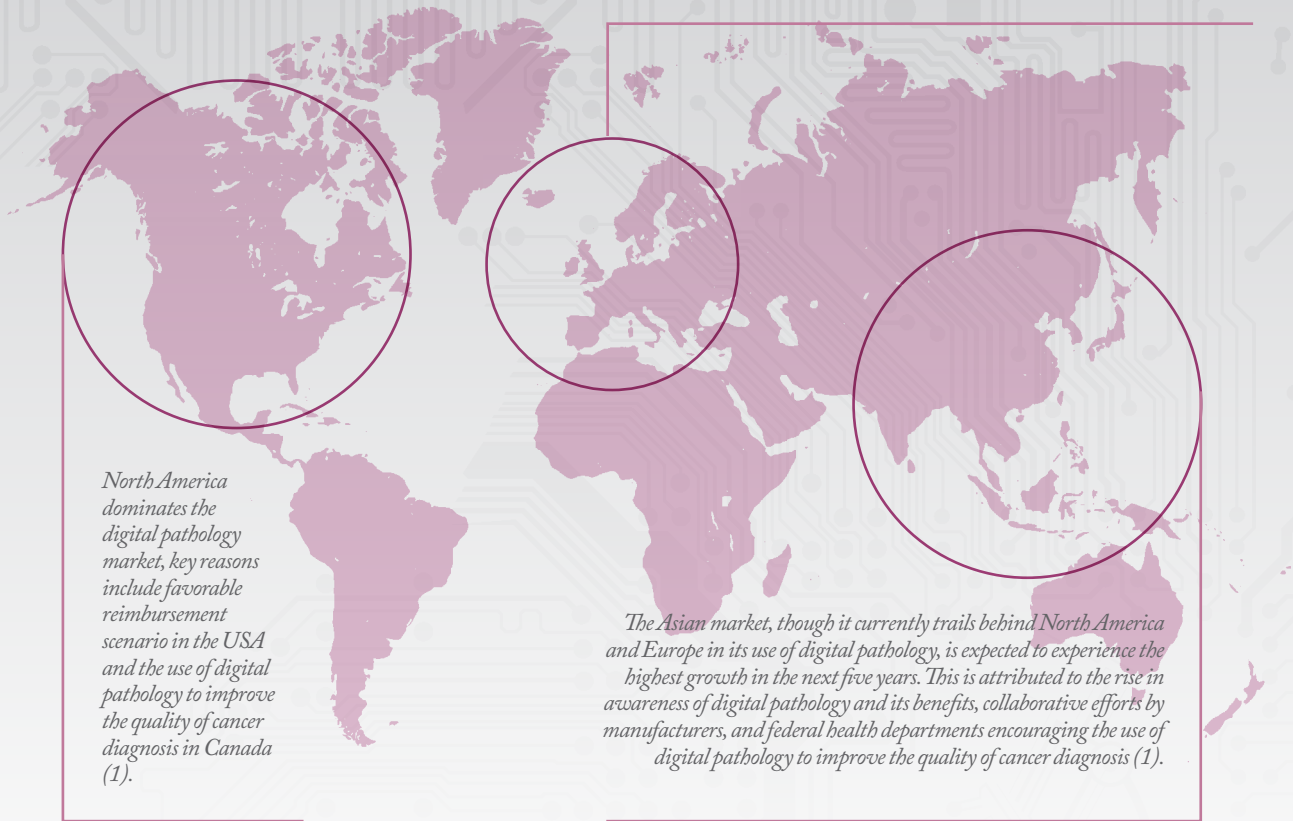 North America
dominates the
digital pathology
market, key reasons
include favorable
reimbursement
scenario in the USA
and the use of digital
pathology to improve
the quality of cancer
diagnosis in Canada
(1).
The Asian market, though it currently trails behind North America
and Europe in its use of digital pathology, is expected to experience the
highest growth in the next five years. This is attributed to the rise in
awareness of digital pathology and its benefits, collaborative efforts by
manufacturers, and federal health departments encouraging the use of
digital pathology to improve the quality of cancer diagnosis (1).